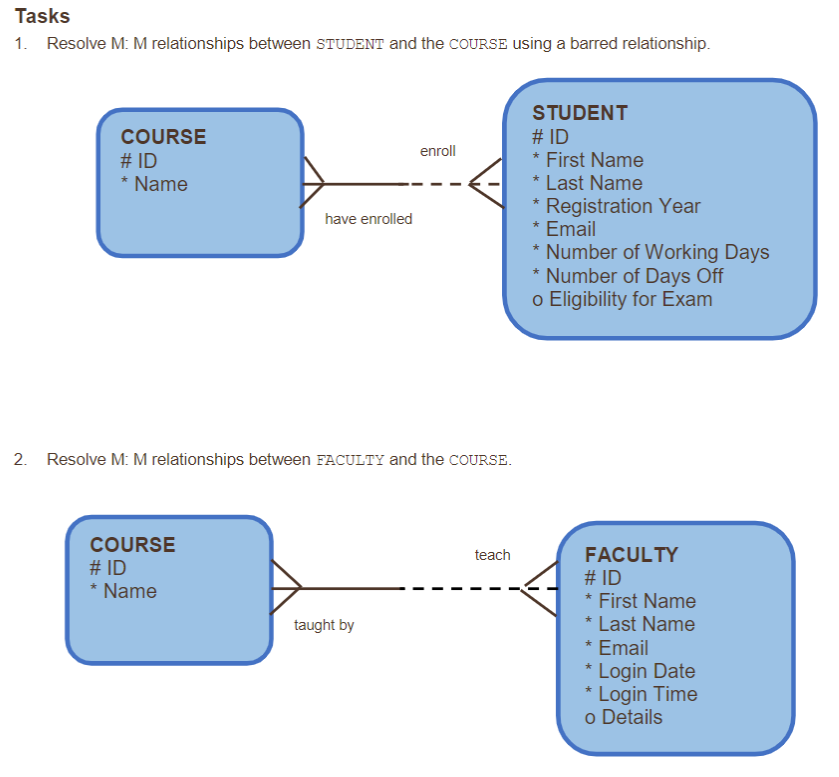 Tasks
1. Resolve M: M relationships between STUDENT and the COURSE using a barred relationship.
COURSE
# ID
* Name
enroll
have enrolled
STUDENT
# ID
* First Name
* Last Name
* Registration Year
* Email
* Number of Working Days
* Number of Days Off
o Eligibility for Exam
2. Resolve M: M relationships between FACULTY and the COURSE.
COURSE
# ID
* Name
teach
taught by
FACULTY
# ID
* First Name
* Last Name
* Email
* Login Date
* Login Time
o Details